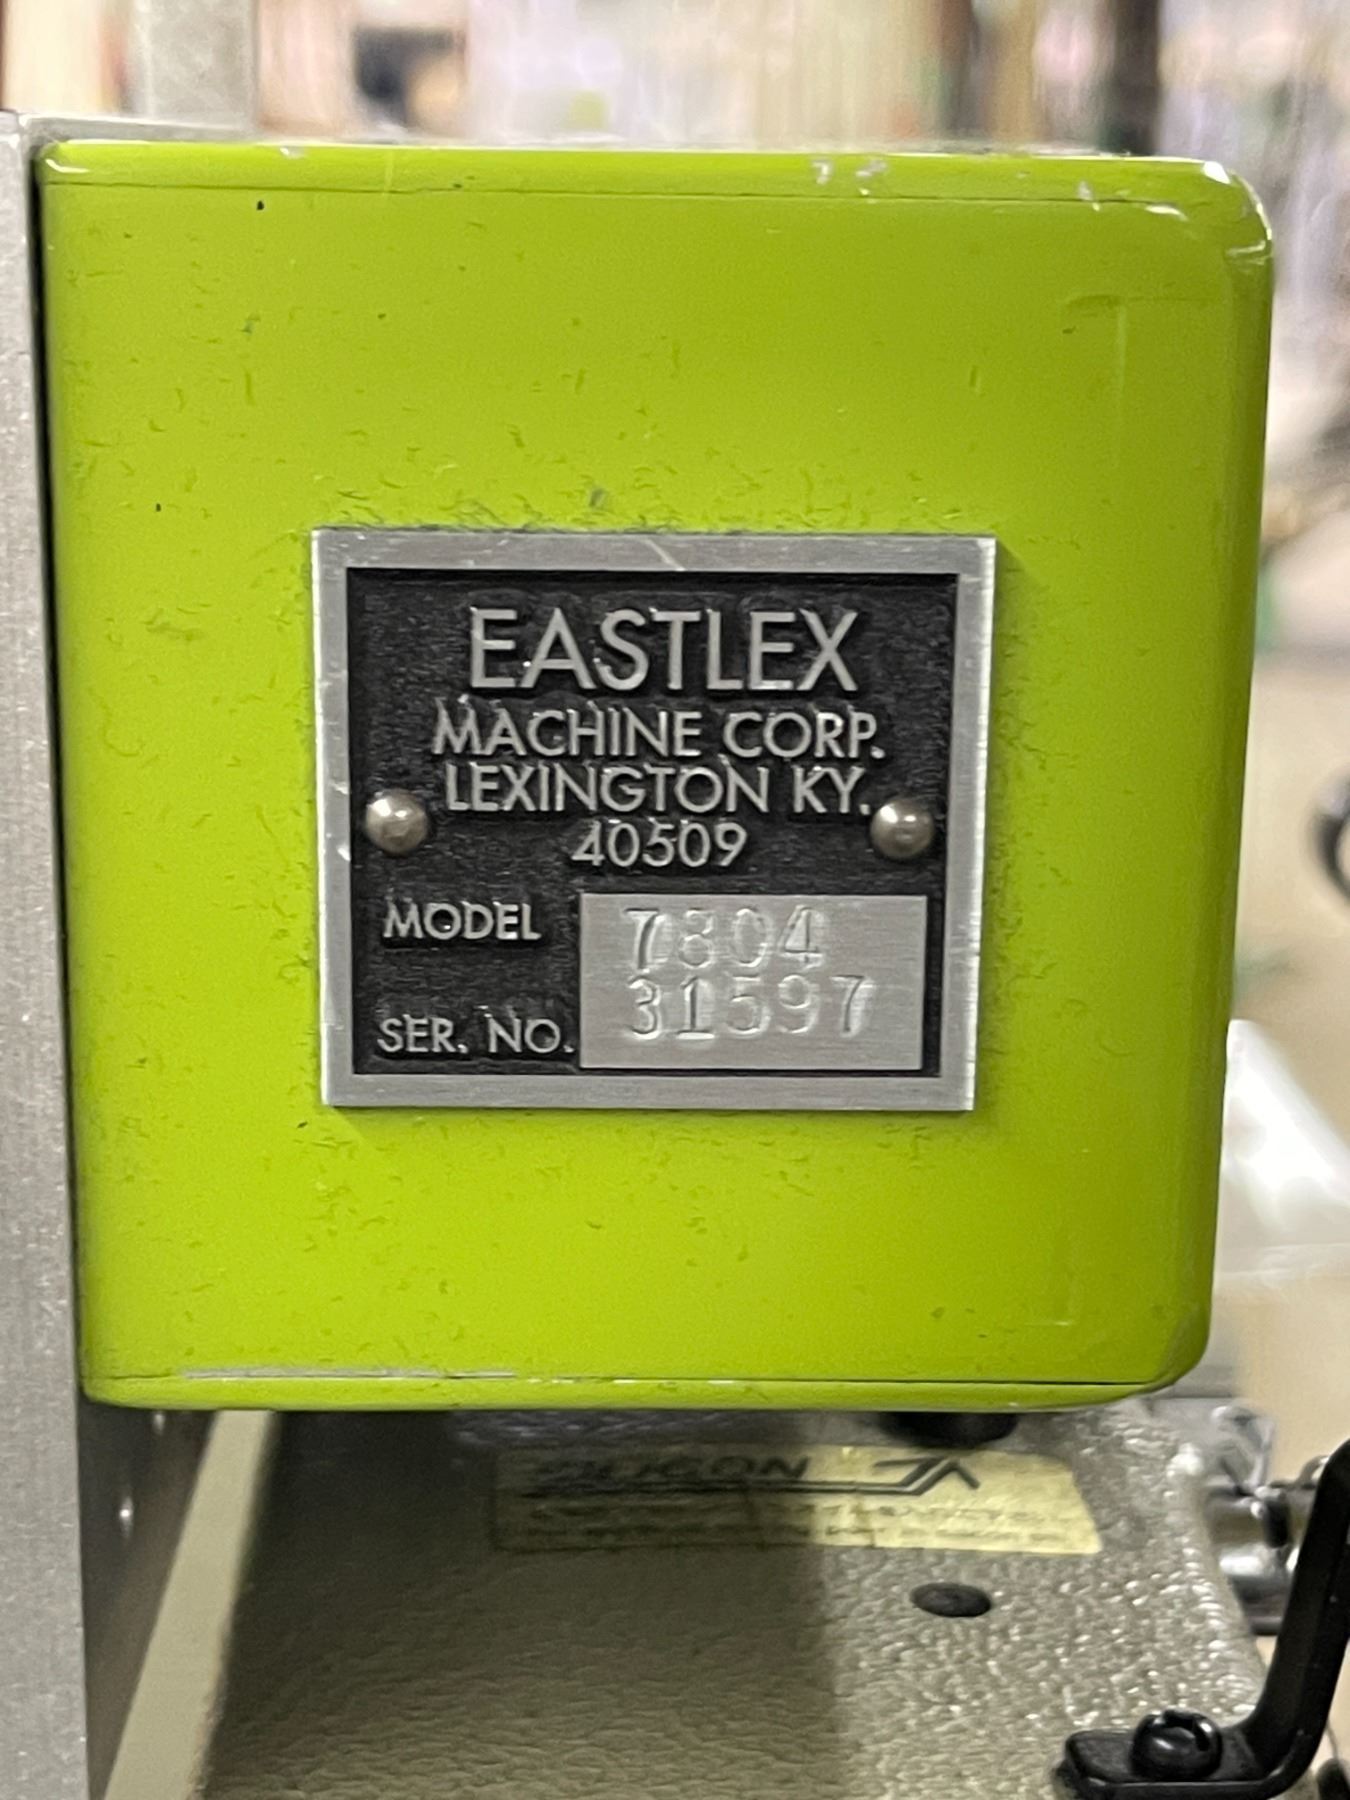 EASTLEX
MACHINE CORP.
LEXINGTON KY.
40509
MODEL 7804
SER. NO. 31597